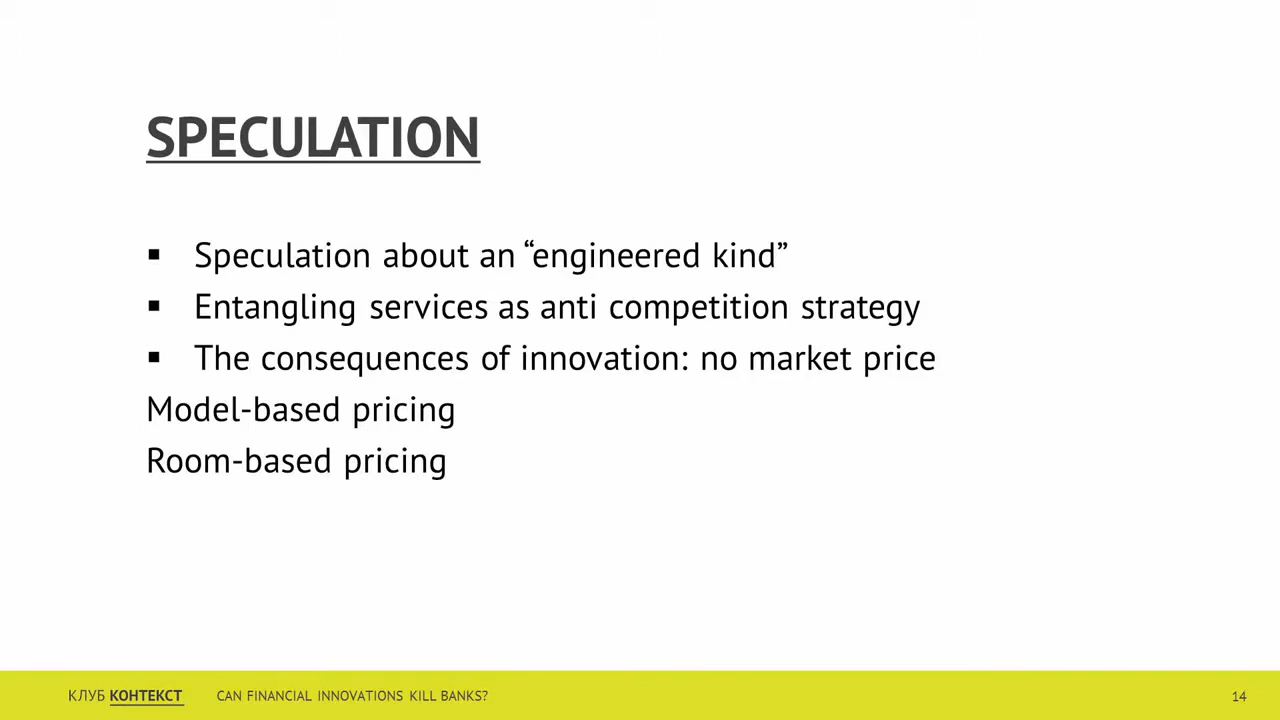 SPECULATION
▪ Speculation about an “engineered kind”
▪ Entangling services as anti competition strategy
▪ The consequences of innovation: no market price
Model-based pricing
Room-based pricing
КЛУБ КОНТЕКСТ CAN FINANCIAL INNOVATIONS KILL BANKS? 14